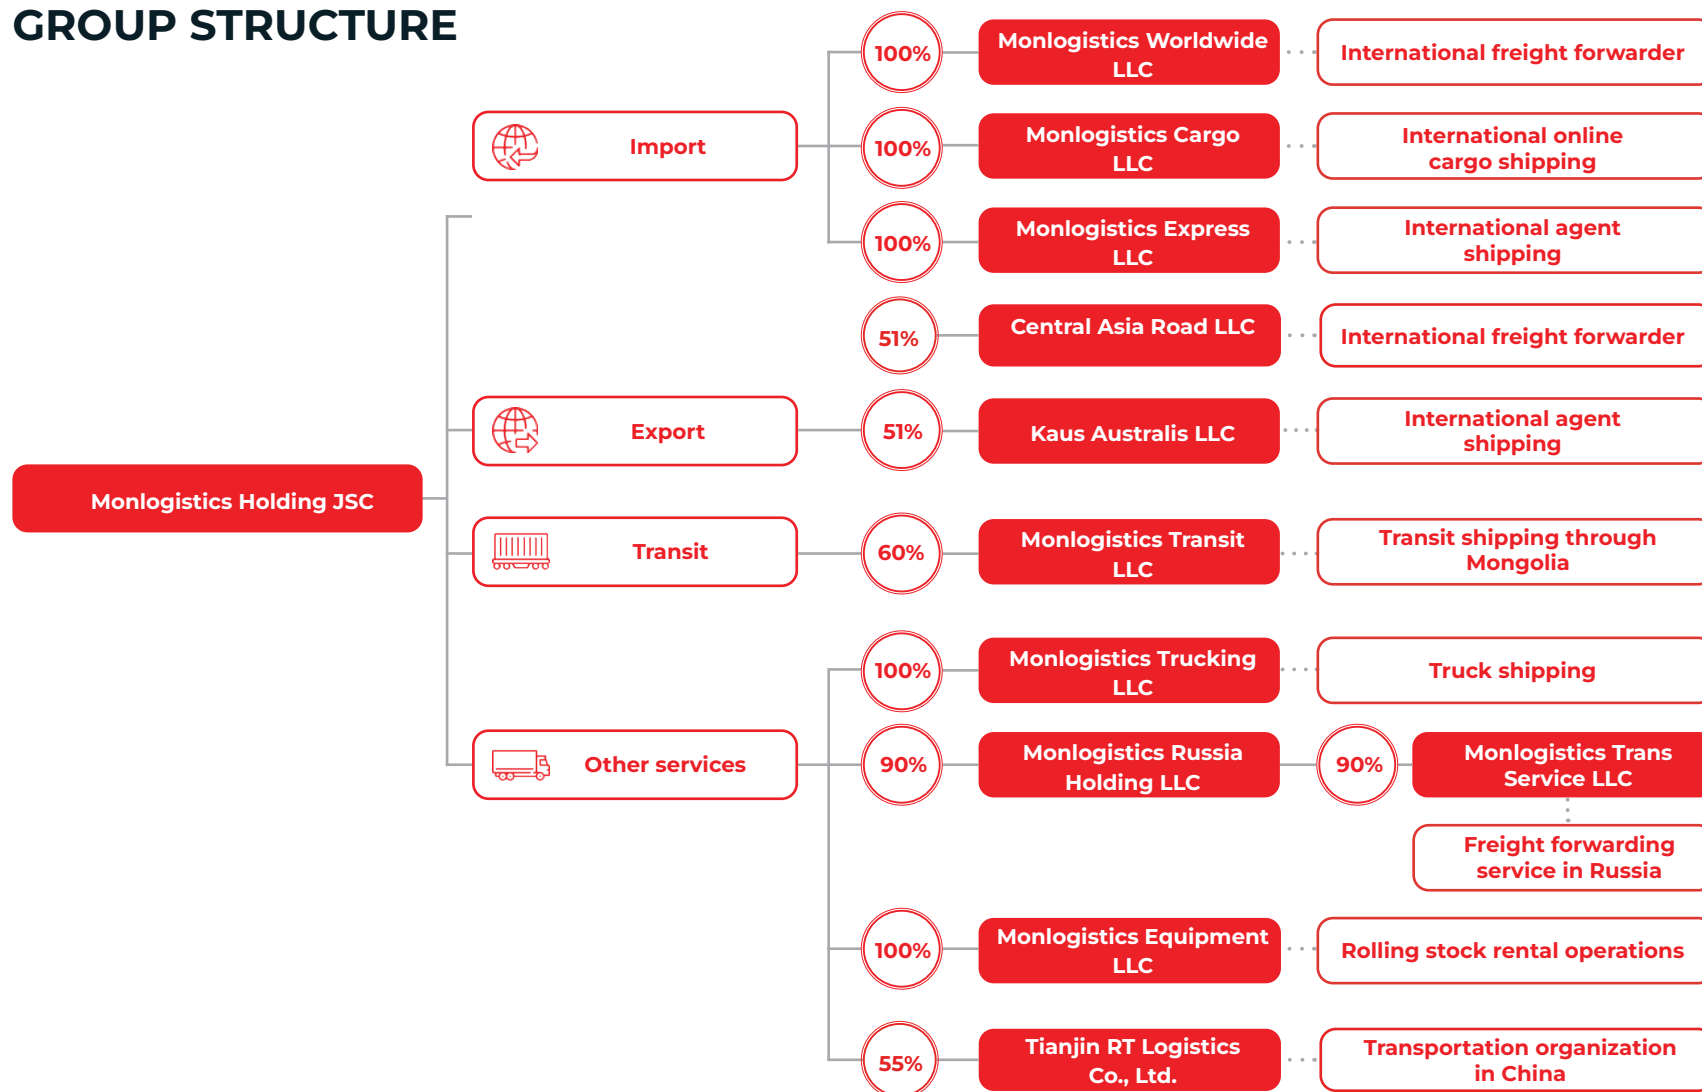 GROUP STRUCTURE
Monlogistics Holding JSC
Import
100%
Monlogistics Worldwide
LLC
International freight forwarder
100%
Monlogistics Cargo
LLC
International online
cargo shipping
100%
Monlogistics Express
LLC
International agent
shipping
51%
Central Asia Road LLC
International freight forwarder
Export
51%
Kaus Australis LLC
International agent
shipping
Transit
60%
Monlogistics Transit
LLC
Transit shipping through
Mongolia
Other services
100%
Monlogistics Trucking
LLC
Truck shipping
90%
Monlogistics Russia
Holding LLC
90%
Monlogistics Trans
Service LLC
Freight forwarding
service in Russia
100%
Monlogistics Equipment
LLC
Rolling stock rental operations
55%
Tianjin RT Logistics
Co., Ltd.
Transportation organization
in China